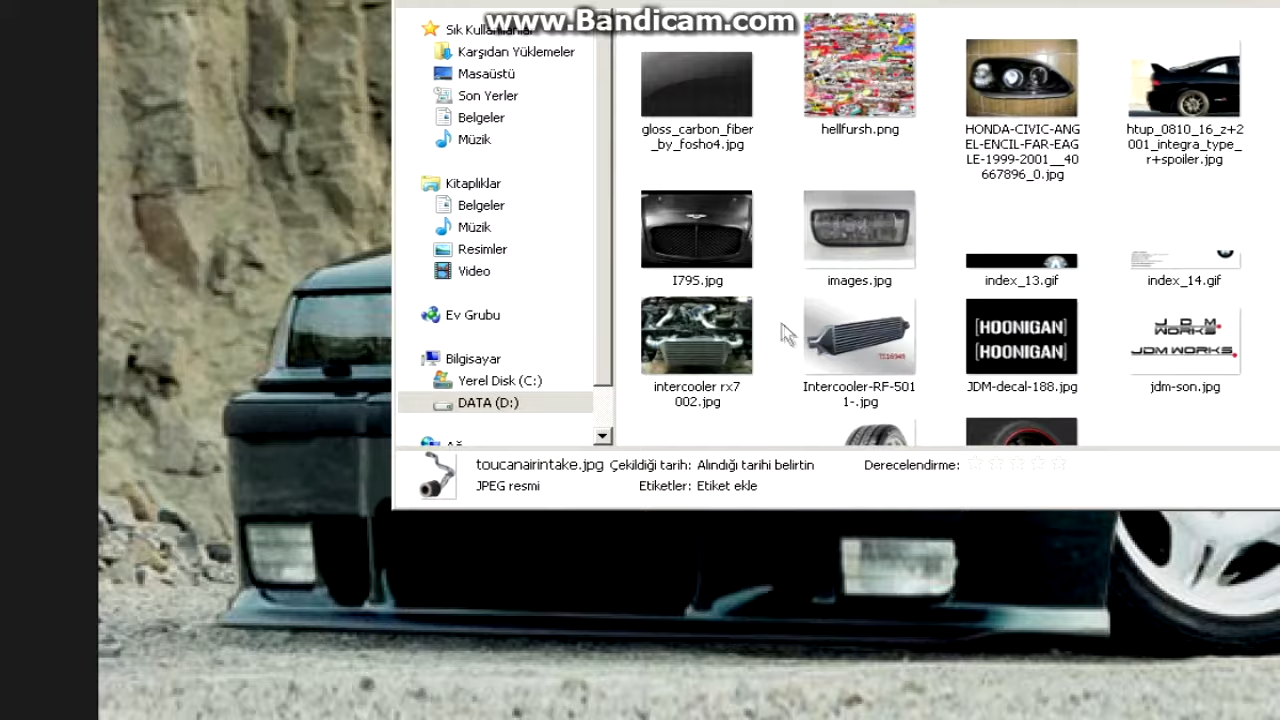 www.Bandicam.com
Sık Kullanılanlar
Karşıdan Yüklemeler
Masaüstü
Son Yerler
Belgeler
Müzik
Kitaplıklar
Belgeler
Müzik
Resimler
Video
Ev Grubu
Bilgisayar
Yerel Disk (C:)
DATA (D:)
Ağ
gloss_carbon_fiber
_by_fosho4.jpg
hellfursh.png
HONDA-CIVIC-ANG
EL-ENCIL-FAR-EAG
LE-1999-2001__40
667896_0.jpg
htup_0810_16_z+2
001_integra_type_
r+spoiler.jpg
I795.jpg
images.jpg
index_13.gif
index_14.gif
TS16949
[HOONIGAN]
[HOONIGAN]
JDM
WORKS
JDM WORKS
intercooler rx7
002.jpg
Intercooler-RF-501
1-.jpg
JDM-decal-188.jpg
jdm-son.jpg
toucanairintake.jpg Çekildiği tarih: Alındığı tarihi belirtin Derecelendirme:
JPEG resmi Etiketler: Etiket ekle